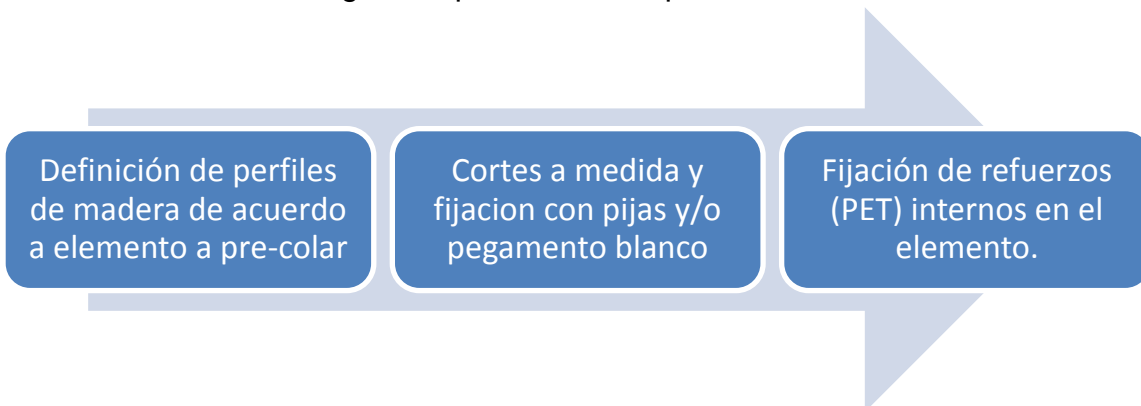 Definición de perfiles
de madera de acuerdo
a elemento a pre-colar
Cortes a medida y
fijacion con pijas y/o
pegamento blanco
Fijación de refuerzos
(PET) internos en el
elemento.